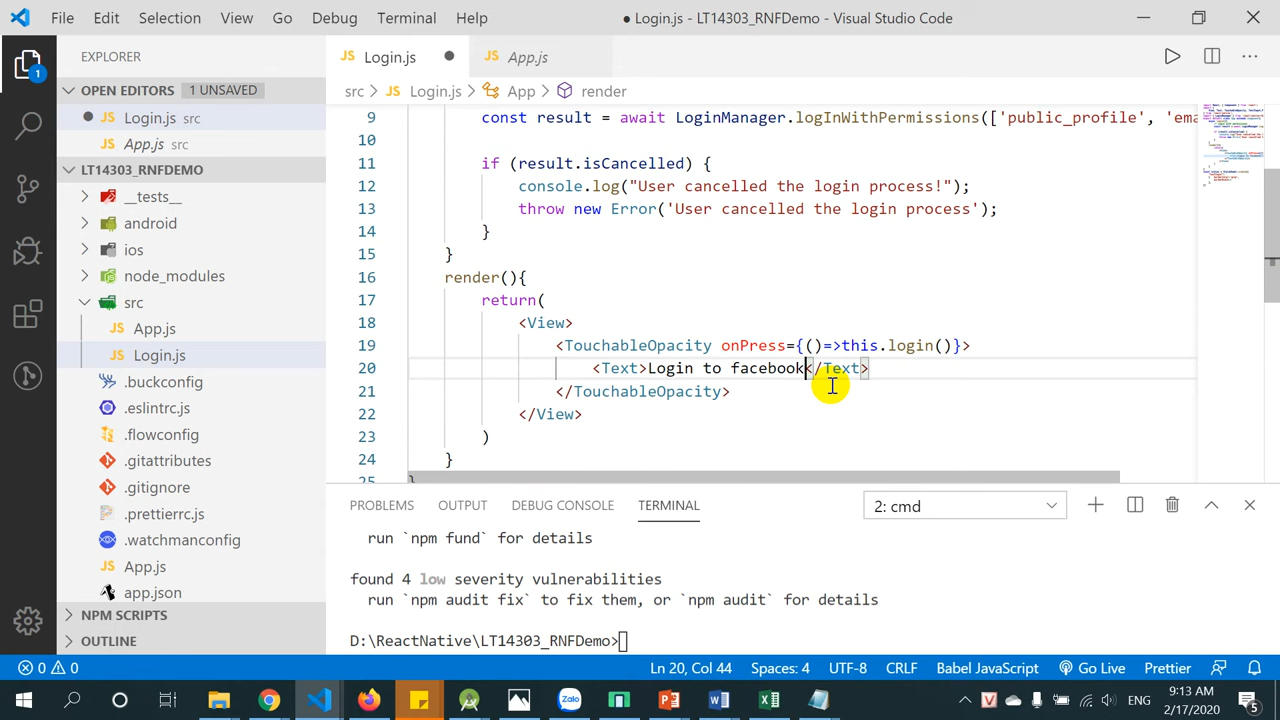 File Edit Selection View Go Debug Terminal Help
● Login.js - LT14303_RNFDemo - Visual Studio Code
EXPLORER
OPEN EDITORS 1 UNSAVED
Login.js src
App.js src
LT14303_RNFDEMO
__tests__
android
ios
node_modules
src
JS App.js
JS Login.js
.buckconfig
.eslintrc.js
.flowconfig
.gitattributes
.gitignore
.prettierrc.js
.watchmanconfig
JS App.js
app.json
NPM SCRIPTS
OUTLINE
1
JS Login.js ●
JS App.js
src > JS Login.js > App > render
9 const result = await LoginManager.logInWithPermissions(['public_profile', 'ema
10
11 if (result.isCancelled) {
12 console.log("User cancelled the login process!");
13 throw new Error('User cancelled the login process');
14 }
15 }
16 render(){
17 return(
18 <View>
19 <TouchableOpacity onPress={()=>this.login()}>
20 <Text>Login to facebook</Text>
21 </TouchableOpacity>
22 </View>
23 )
24 }
25 }
PROBLEMS OUTPUT DEBUG CONSOLE TERMINAL 2: cmd
run `npm fund` for details
found 4 low severity vulnerabilities
run `npm audit fix` to fix them, or `npm audit` for details
D:\ReactNative\LT14303_RNFDemo>
0 0 Ln 20, Col 44 Spaces: 4 UTF-8 CRLF Babel JavaScript Go Live Prettier
Zalo ENG 9:13 AM
2/17/2020 5